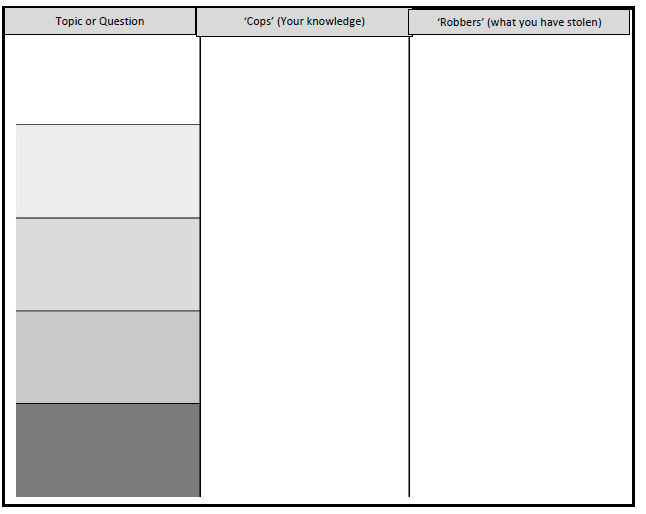 Topic or Question
‘Cops’ (Your knowledge)
‘Robbers’ (what you have stolen)